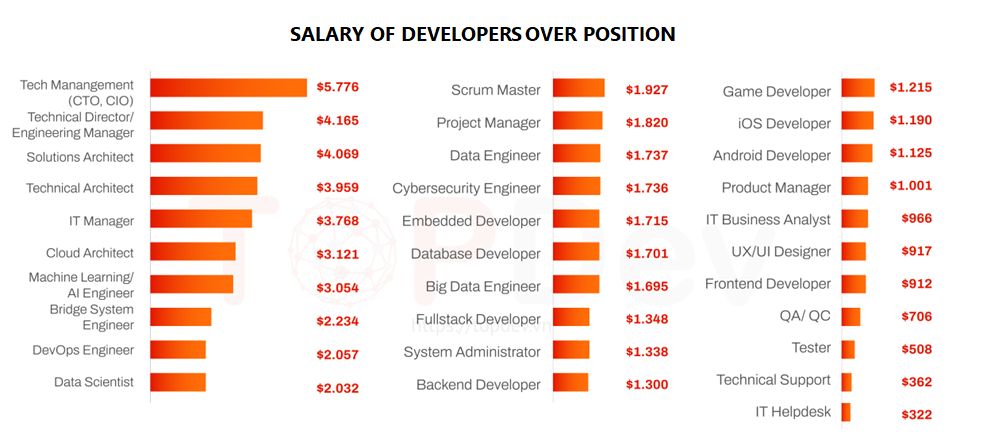 SALARY OF DEVELOPERS OVER POSITION
Tech Manangement
(CTO, CIO)
$5.776
Technical Director/
Engineering Manager
$4.165
Solutions Architect
$4.069
Technical Architect
$3.959
IT Manager
$3.768
Cloud Architect
$3.121
Machine Learning/
AI Engineer
$3.054
Bridge System
Engineer
$2.234
DevOps Engineer
$2.057
Data Scientist
$2.032
Scrum Master
$1.927
Project Manager
$1.820
Data Engineer
$1.737
Cybersecurity Engineer
$1.736
Embedded Developer
$1.715
Database Developer
$1.701
Big Data Engineer
$1.695
Fullstack Developer
$1.348
System Administrator
$1.338
Backend Developer
$1.300
Game Developer
$1.215
iOS Developer
$1.190
Android Developer
$1.125
Product Manager
$1.001
IT Business Analyst
$966
UX/UI Designer
$917
Frontend Developer
$912
QA/ QC
$706
Tester
$508
Technical Support
$362
IT Helpdesk
$322
TOPDev
https://topdev.vn